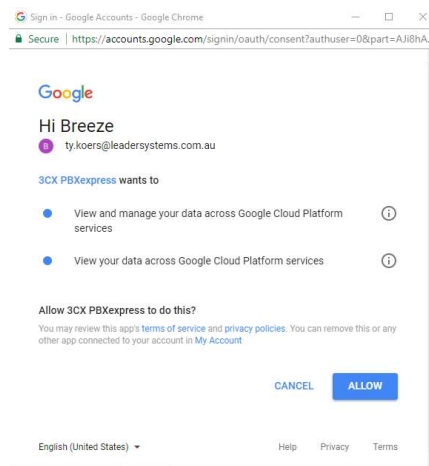 Sign in - Google Accounts - Google Chrome
Secure | https://accounts.google.com/signin/oauth/consent?authuser=0&part=AJi8hA.
Google
Hi Breeze
B ty.koers@leadersystems.com.au
3CX PBXexpress wants to
View and manage your data across Google Cloud Platform
services
View your data across Google Cloud Platform services
Allow 3CX PBXexpress to do this?
You may review this app's terms of service and privacy policies. You can remove this or any
other app connected to your account in My Account
CANCEL ALLOW
English (United States) Help Privacy Terms